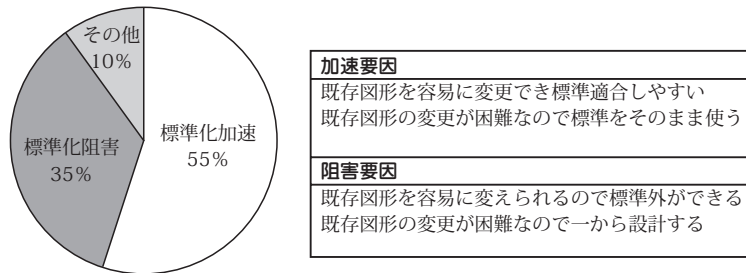 その他
10%
標準化加速
55%
標準化阻害
35%
加速要因
既存図形を容易に変更でき標準適合しやすい
既存図形の変更が困難なので標準をそのまま使う
阻害要因
既存図形を容易に変えられるので標準外ができる
既存図形の変更が困難なので一から設計する